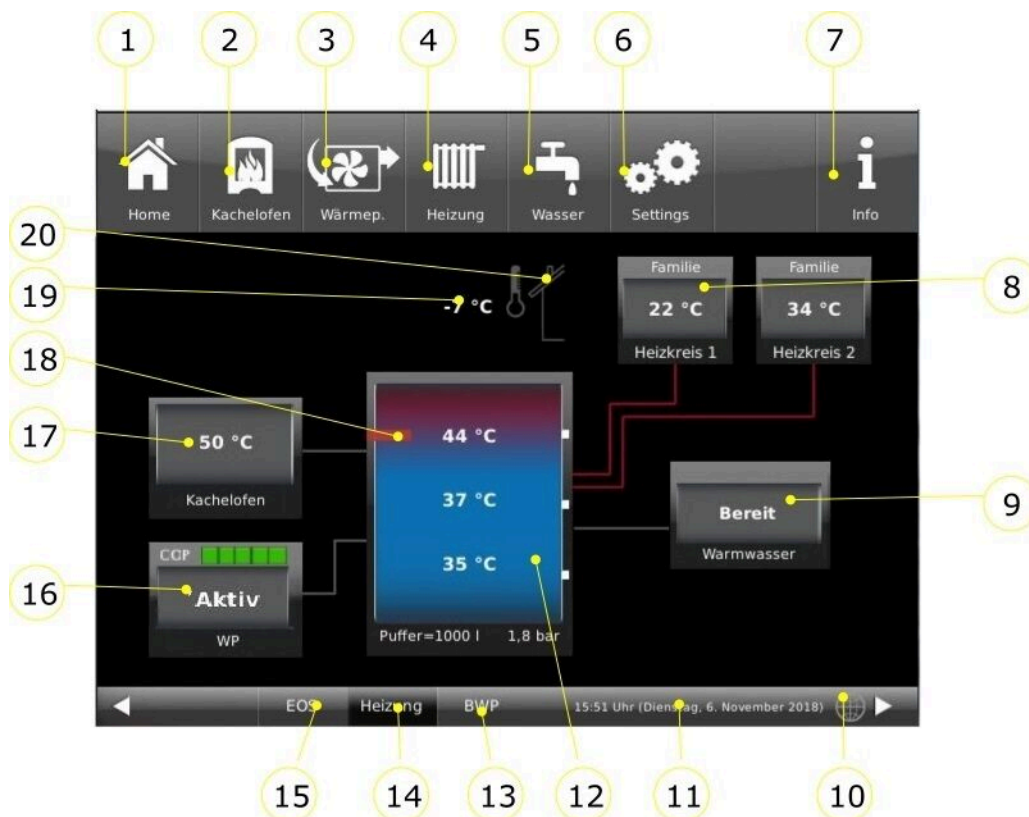 1 2 3 4 5 6 7
Home Kachelofen Wärmep. Heizung Wasser Settings Info
20
19
-7 °C
Familie Familie
22 °C 34 °C
8
Heizkreis 1 Heizkreis 2
18
17
50 °C
Kachelofen
44 °C
37 °C
35 °C
Puffer=1000 l 1,8 bar
Bereit
9
Warmwasser
16
COP
Aktiv
WP
EOS Heizung BWP 15:51 Uhr (Dienstag, 6. November 2018)
15 14 13 12 11 10